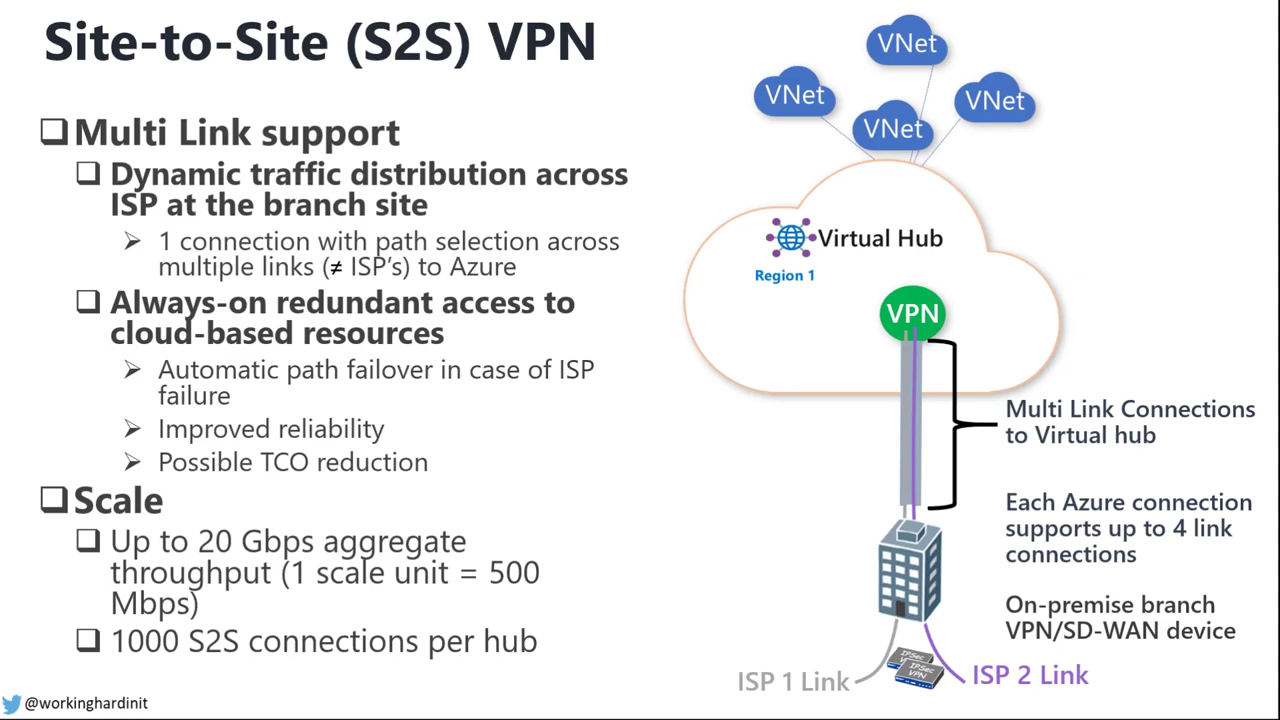 Site-to-Site (S2S) VPN
Multi Link support
Dynamic traffic distribution across
ISP at the branch site
1 connection with path selection across
multiple links (≠ ISP's) to Azure
Always-on redundant access to
cloud-based resources
Automatic path failover in case of ISP
failure
Improved reliability
Possible TCO reduction
Scale
Up to 20 Gbps aggregate
throughput (1 scale unit = 500
Mbps)
1000 S2S connections per hub
@workinghardinit
VNet
VNet
VNet
VNet
Virtual Hub
Region 1
VPN
Multi Link Connections
to Virtual hub
Each Azure connection
supports up to 4 link
connections
On-premise branch
VPN/SD-WAN device
IPSec
IPSec
VPN
ISP 1 Link
ISP 2 Link